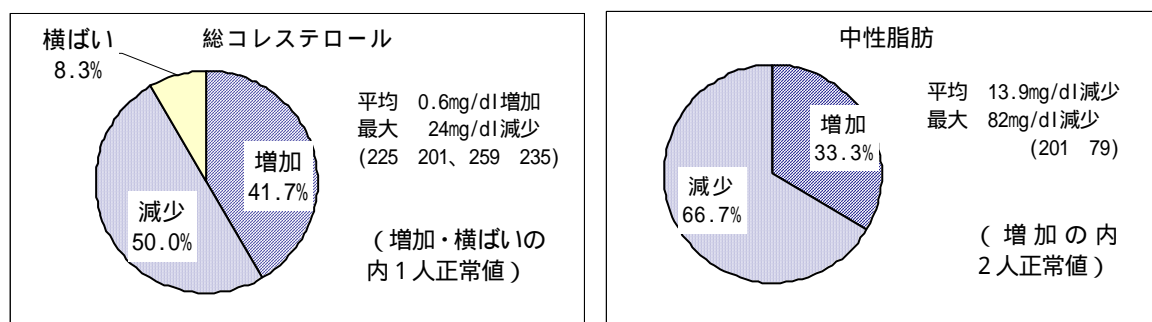 総コレステロール
横ばい
8.3%
増加
41.7%
減少
50.0%
平均 0.6mg/dl増加
最大 24mg/dl減少
(225 201、259 235)
(増加・横ばいの
内1人正常値)
中性脂肪
増加
33.3%
減少
66.7%
平均 13.9mg/dl減少
最大 82mg/dl減少
(201 79)
(増加の内
2人正常値)